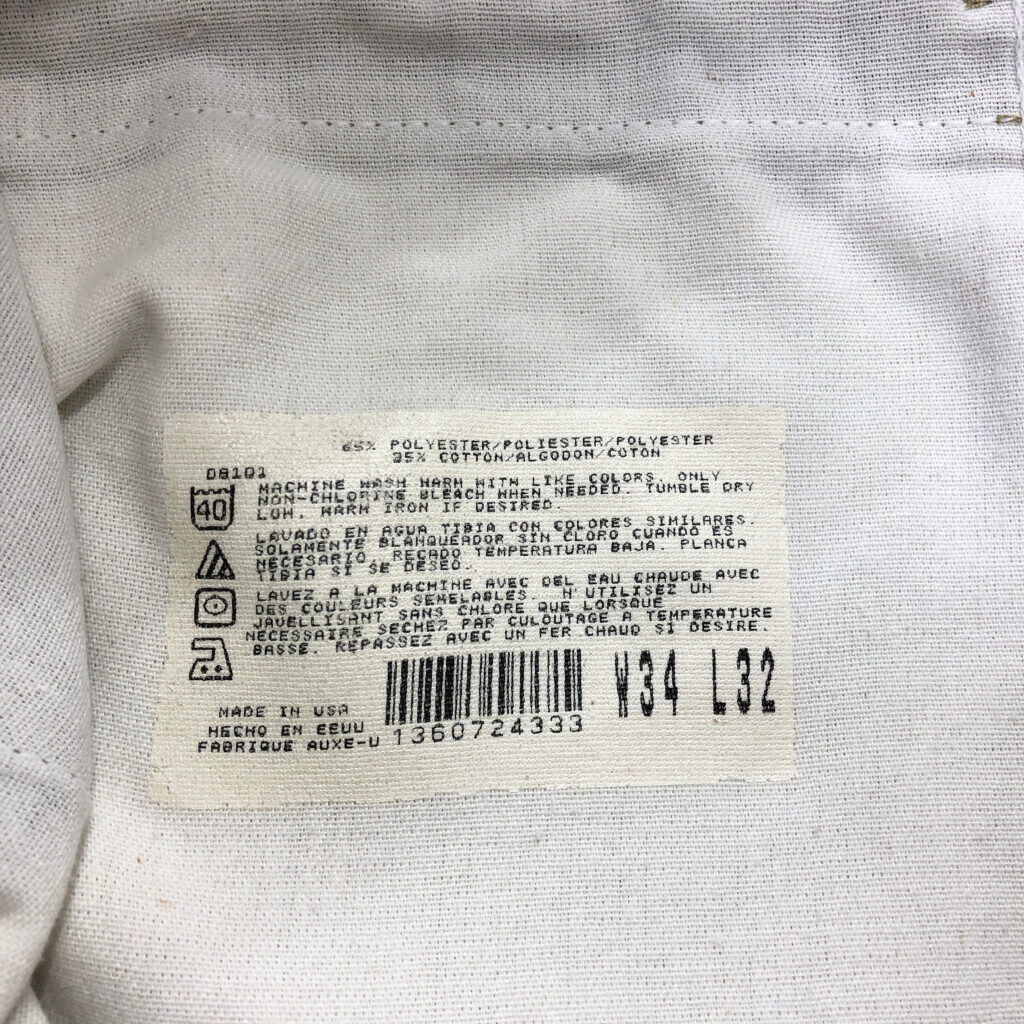 65% POLYESTER/POLIESTER/POLYESTER
35% COTTON/ALGODON/COTON
D8101
MACHINE WASH WARM WITH LIKE COLORS. ONLY
NON-CHLORINE BLEACH WHEN NEEDED. TUMBLE DRY
LOW. WARM IRON IF DESIRED.
40
LAVADO EN AGUA TIBIA CON COLORES SIMILARES.
SOLAMENTE BLANQUEADOR SIN CLORO CUANDO ES
NECESARIO. RECADO TEMPERATURA BAJA. PLANCA
TIBIA SI SE DESEO.
LAVEZ A LA MACHINE AVEC DEL EAU CHAUDE AVEC
DES COULEURS SEMELABLES. N'UTILISEZ UN
JAVELLISANT SANS CHLORE QUE LORSQUE
NECESSAIRE SECHEZ PAR CULOUTAGE A TEMPERATURE
BASSE. REPASSEZ AVEC UN FER CHAUD SI DESIRE.
W34 L32
MADE IN USA
HECHO EN EEUU
FABRIQUE AUXE-U
1360724333